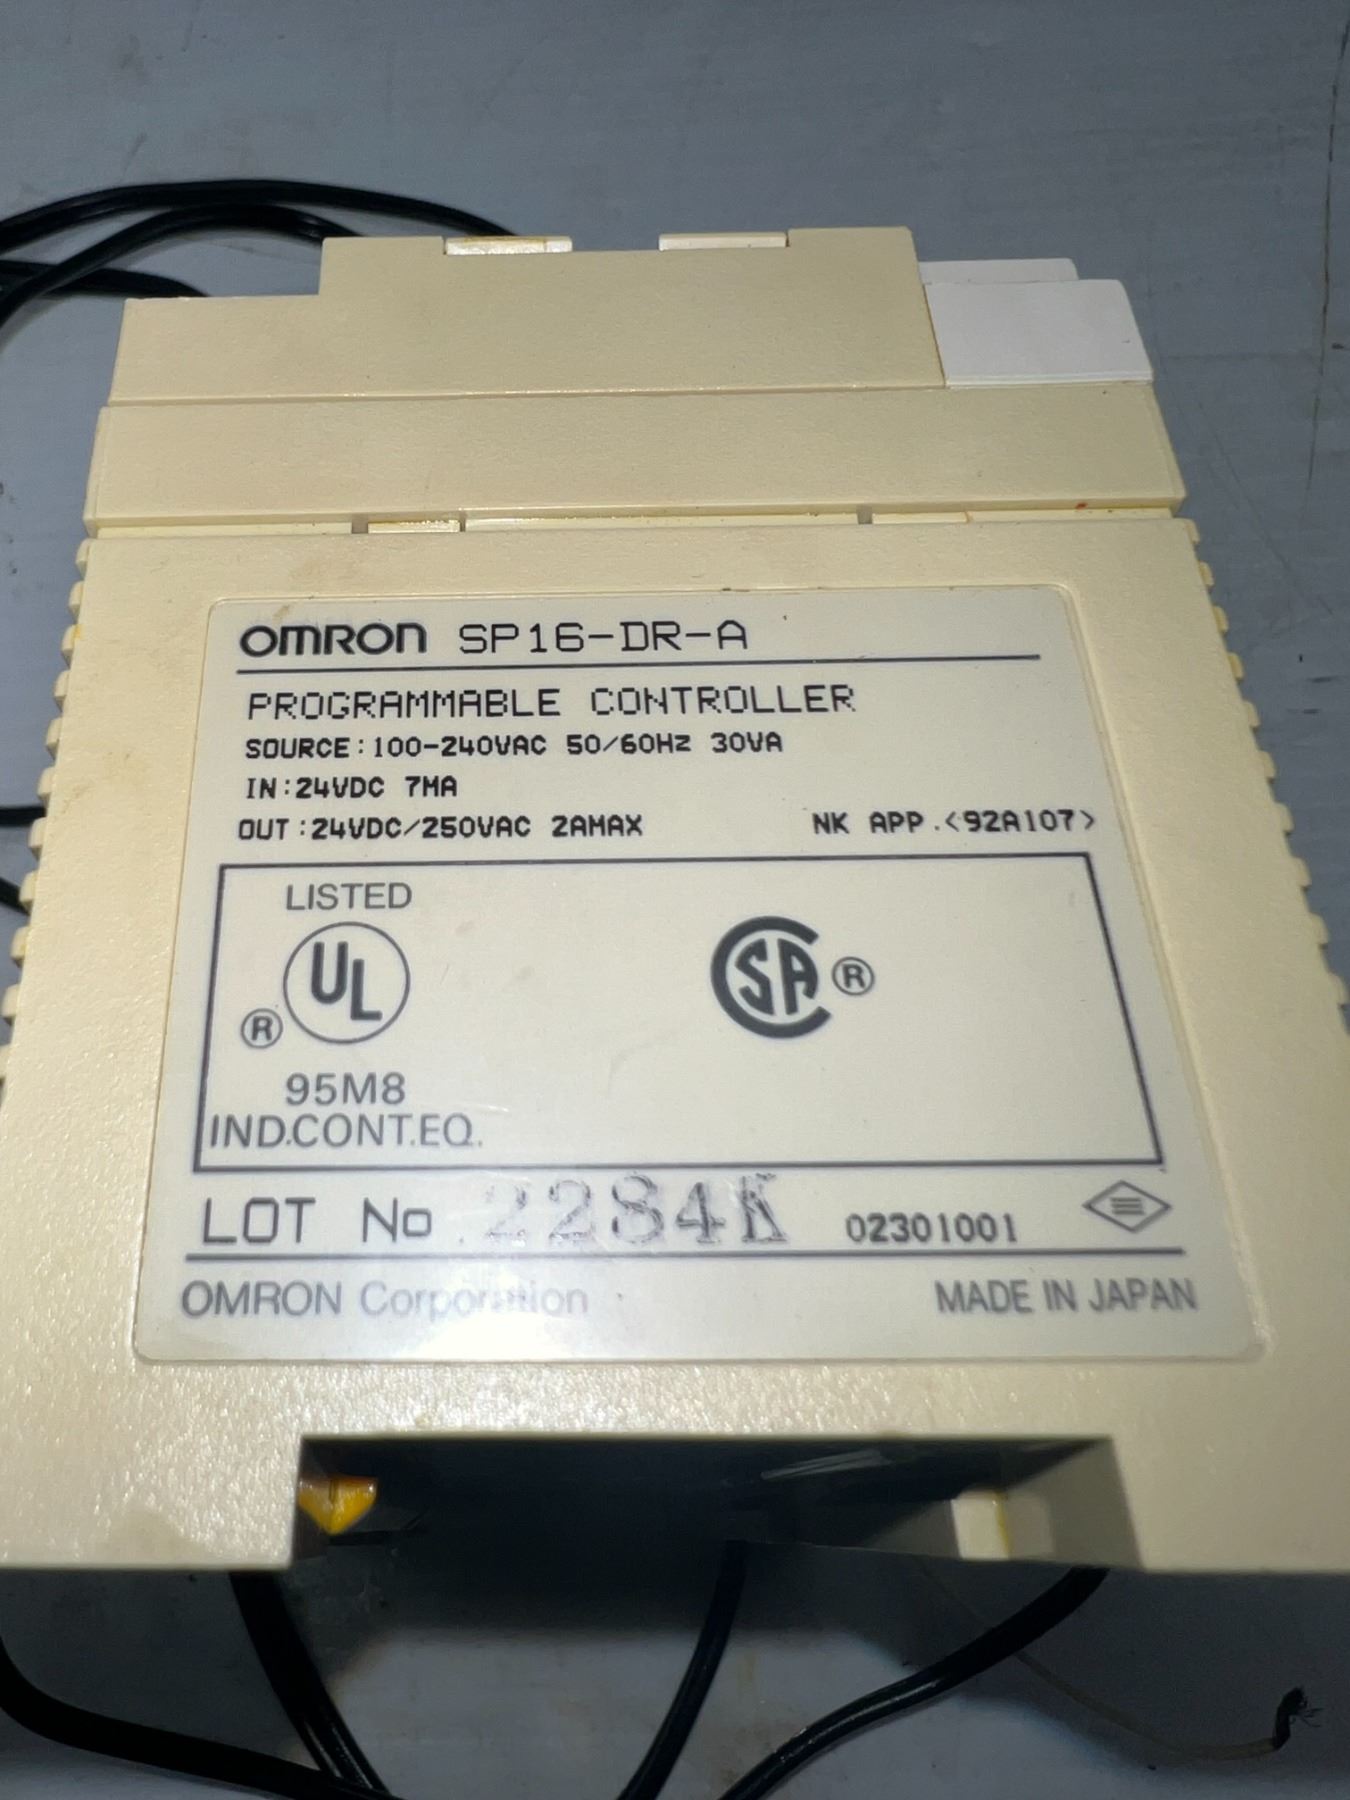 OMRON SP16-DR-A
PROGRAMMABLE CONTROLLER
SOURCE:100-240VAC 50/60Hz 30VA
IN:24VDC 7MA
OUT:24VDC/250VAC 2AMAX NK APP.<92A107>
LISTED
UL ®
CSA ®
95M8
IND.CONT.EQ.
LOT No. 2284K 02301001
OMRON Corporation MADE IN JAPAN